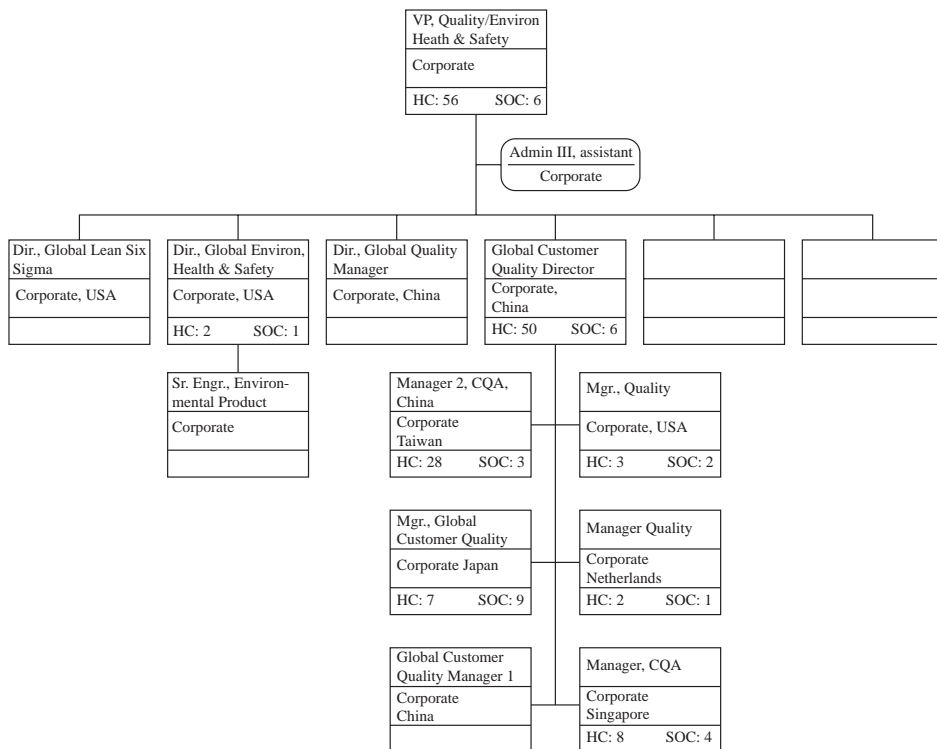 VP, Quality/Environ
Heath & Safety
Corporate
HC: 56 SOC: 6
Admin III, assistant
Corporate
Dir., Global Lean Six
Sigma
Corporate, USA
Dir., Global Environ,
Health & Safety
Corporate, USA
HC: 2 SOC: 1
Dir., Global Quality
Manager
Corporate, China
Global Customer
Quality Director
Corporate,
China
HC: 50 SOC: 6
Sr. Engr., Environ-
mental Product
Corporate
Manager 2, CQA,
China
Corporate
Taiwan
HC: 28 SOC: 3
Mgr., Quality
Corporate, USA
HC: 3 SOC: 2
Mgr., Global
Customer Quality
Corporate Japan
HC: 7 SOC: 9
Manager Quality
Corporate
Netherlands
HC: 2 SOC: 1
Global Customer
Quality Manager 1
Corporate
China
Manager, CQA
Corporate
Singapore
HC: 8 SOC: 4